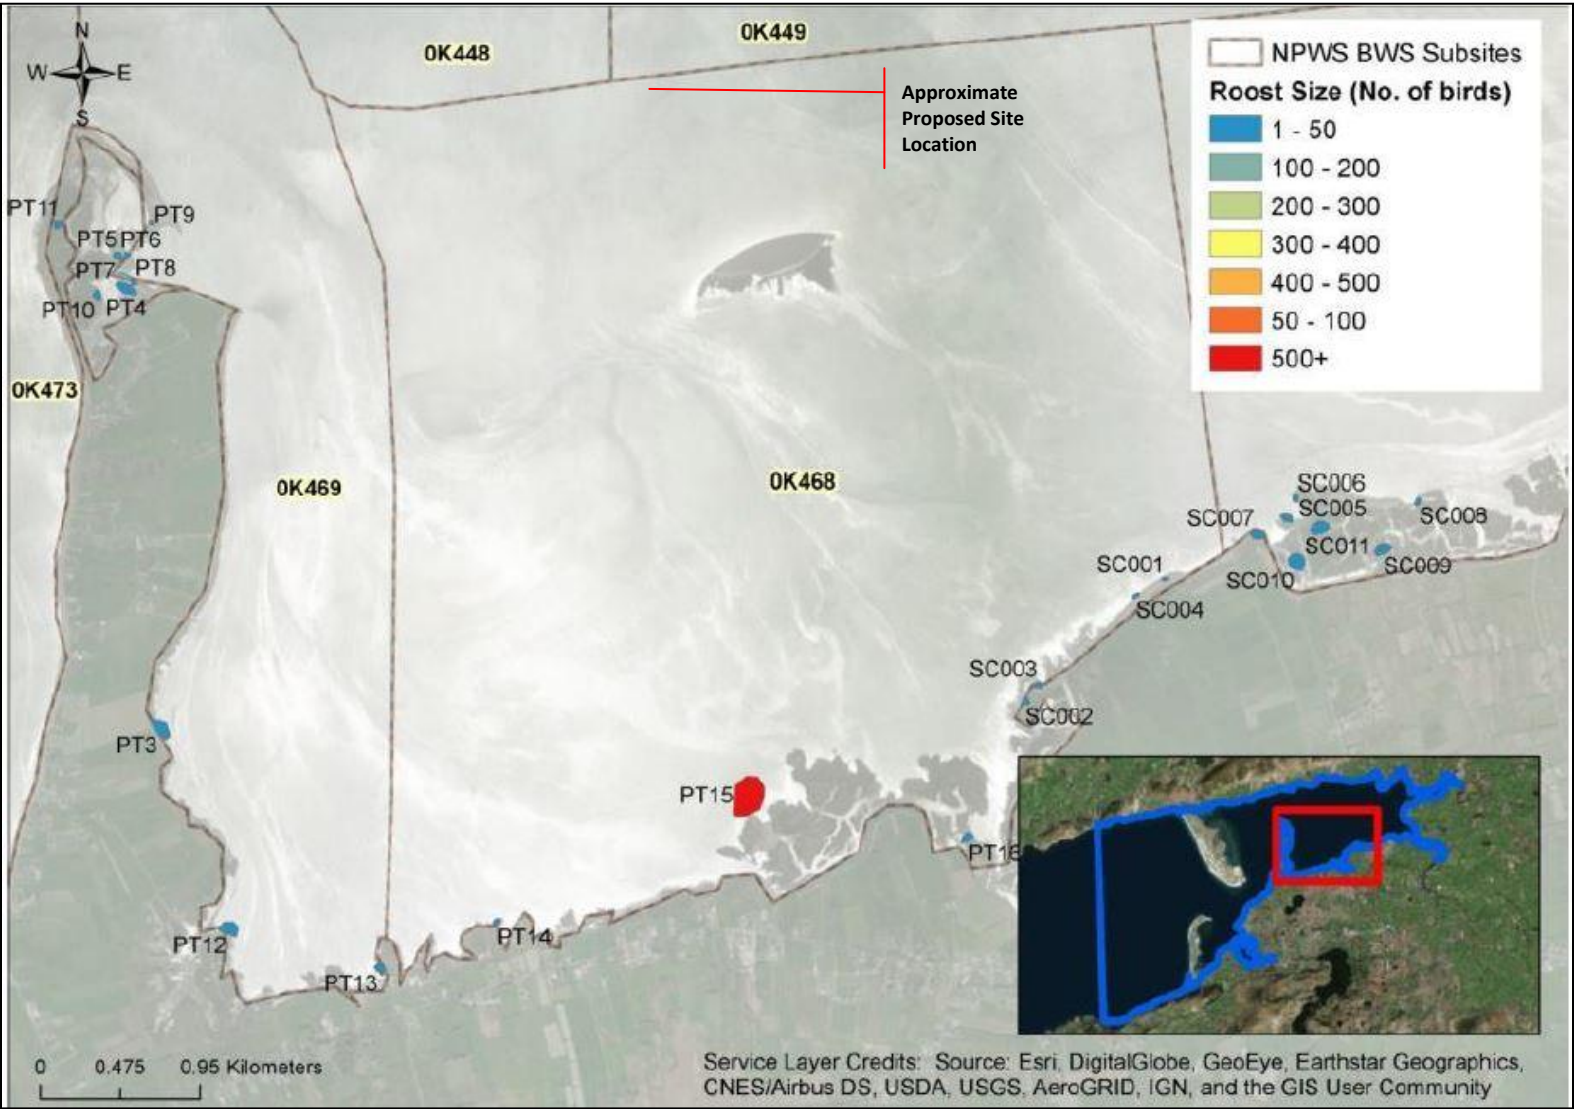 N
W E
S
0K448
0K449
Approximate
Proposed Site
Location
NPWS BWS Subsites
Roost Size (No. of birds)
1 - 50
100 - 200
200 - 300
300 - 400
400 - 500
50 - 100
500+
PT11
PT9
PT5 PT6
PT7 PT8
PT10 PT4
0K473
0K469
0K468
SC006
SC005
SC008
SC007
SC011
SC009
SC010
SC001
SC004
SC003
SC002
PT3
PT15
PT16
PT12
PT14
PT13
0 0.475 0.95 Kilometers
Service Layer Credits: Source: Esri, DigitalGlobe, GeoEye, Earthstar Geographics,
CNES/Airbus DS, USDA, USGS, AeroGRID, IGN, and the GIS User Community